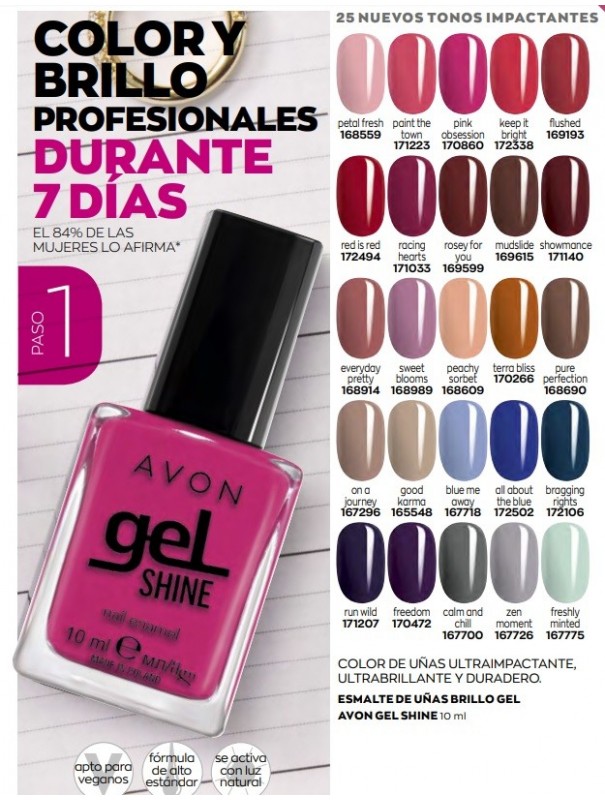 COLOR Y
BRILLO
PROFESIONALES
DURANTE
7 DÍAS
EL 84% DE LAS
MUJERES LO AFIRMA*
PASO 1
AVON
gel
SHINE
nail enamel
10 ml e
apto para
veganos
fórmula
de alto
estándar
se activa
con luz
natural
25 NUEVOS TONOS IMPACTANTES
petal fresh
168559
paint the
town
171223
pink
obsession
170860
keep it
bright
172338
flushed
169193
red is red
172494
racing
hearts
171033
rosey for
you
169599
mudslide
169615
showmance
171140
everyday
pretty
168914
sweet
blooms
168989
peachy
sorbet
168609
terra bliss
170266
pure
perfection
168690
on a
journey
167296
good
karma
165548
blue me
away
167718
all about
the blue
172502
bragging
rights
172106
run wild
171207
freedom
170472
calm and
chill
167700
zen
moment
167726
freshly
minted
167775
COLOR DE UÑAS ULTRAIMPACTANTE,
ULTRABRILLANTE Y DURADERO.
ESMALTE DE UÑAS BRILLO GEL
AVON GEL SHINE 10 ml